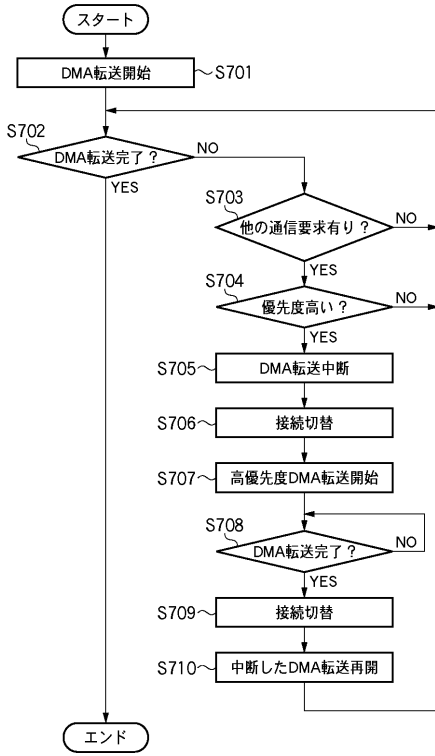 スタート
DMA転送開始
S701
S702
DMA転送完了？
NO
YES
S703
他の通信要求有り？
NO
YES
S704
優先度高い？
NO
YES
S705
DMA転送中断
S706
接続切替
S707
高優先度DMA転送開始
S708
DMA転送完了？
NO
YES
S709
接続切替
S710
中断したDMA転送再開
エンド